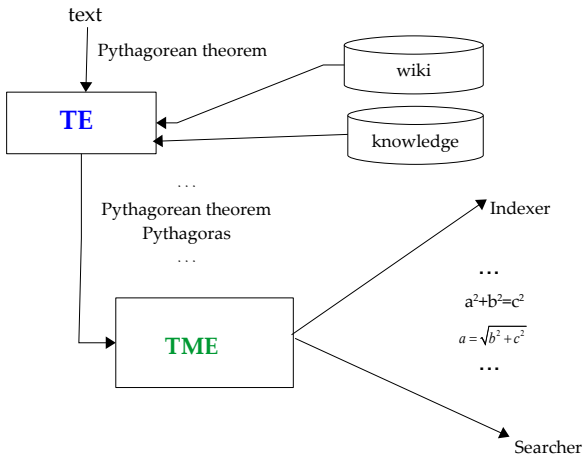 text
Pythagorean theorem
wiki
TE
knowledge
...
Pythagorean theorem
Pythagoras
...
Indexer
...
a²+b²=c²
a = √b² + c²
TME
...
Searcher